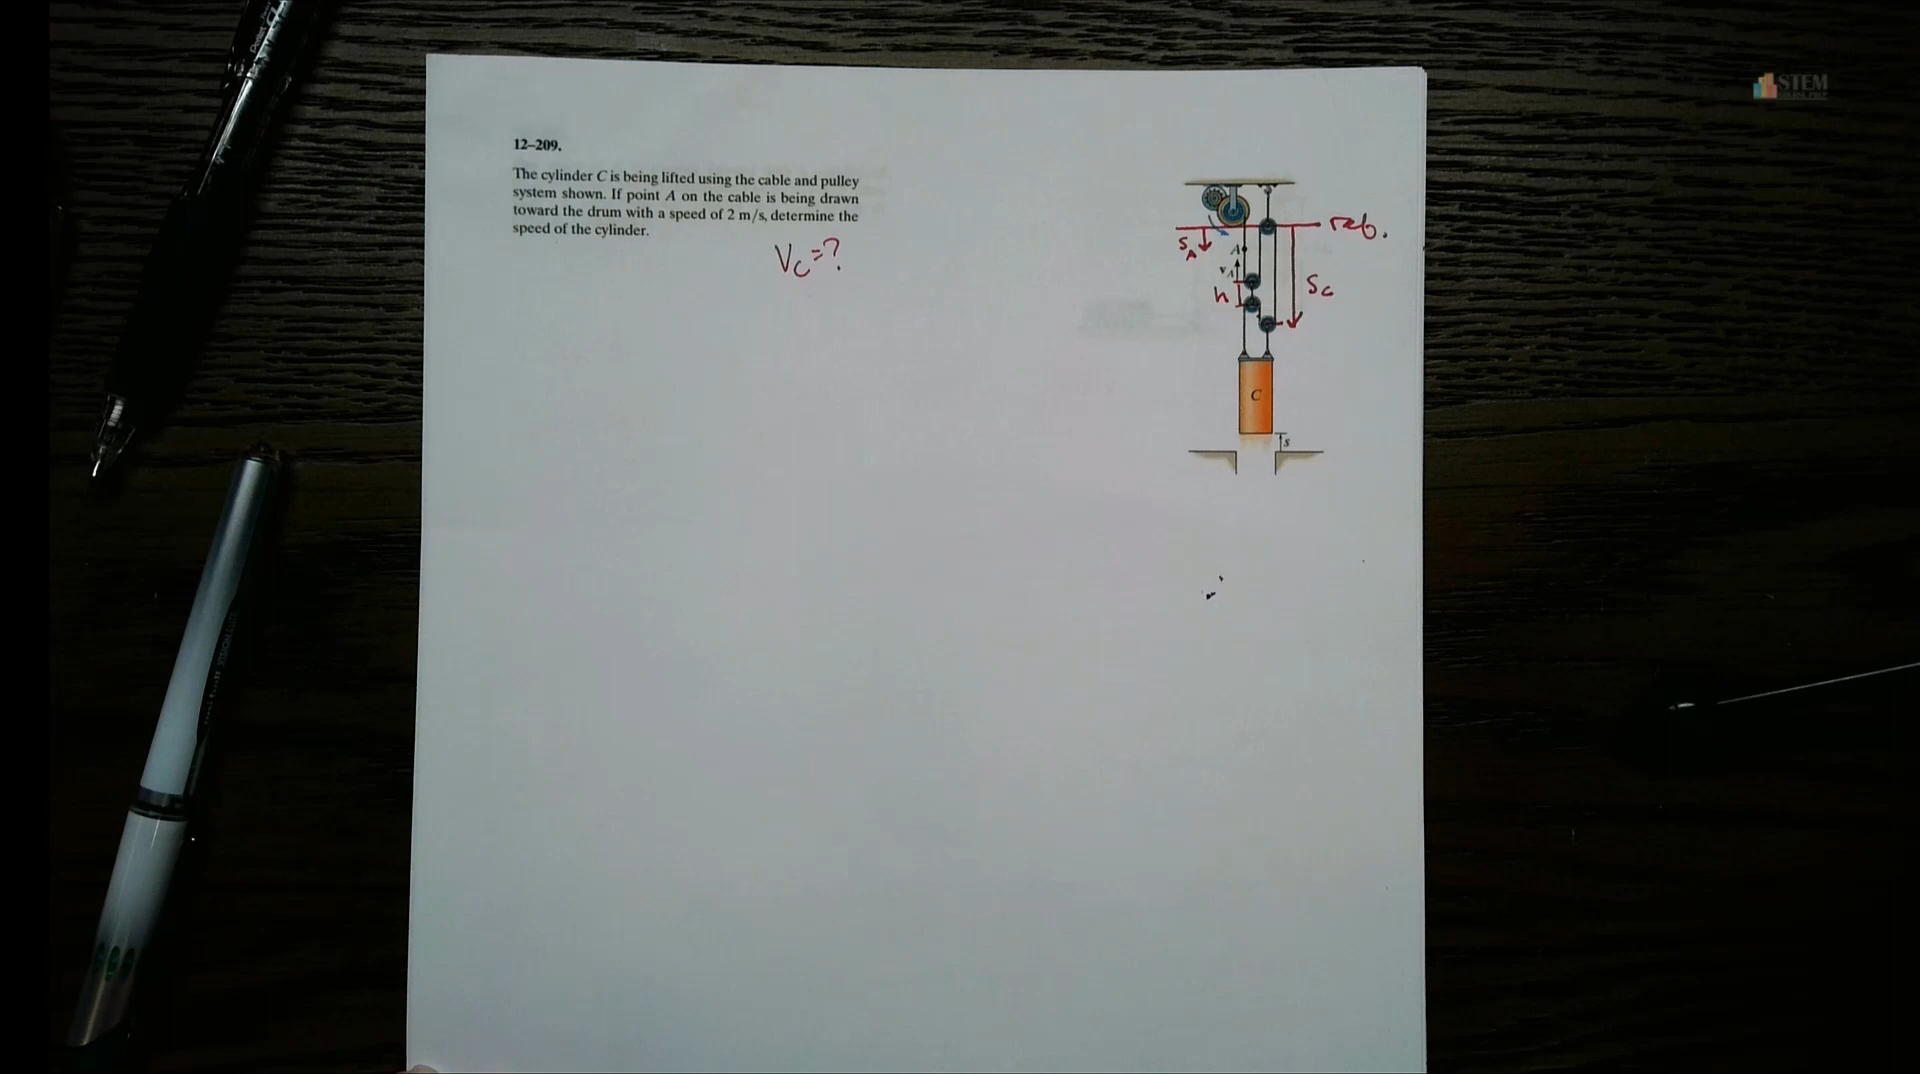 STEM
12–209.
The cylinder C is being lifted using the cable and pulley
system shown. If point A on the cable is being drawn
toward the drum with a speed of 2 m/s, determine the
speed of the cylinder.
Vc=?
ref.
SA
A
vA
h
Sc
C
s